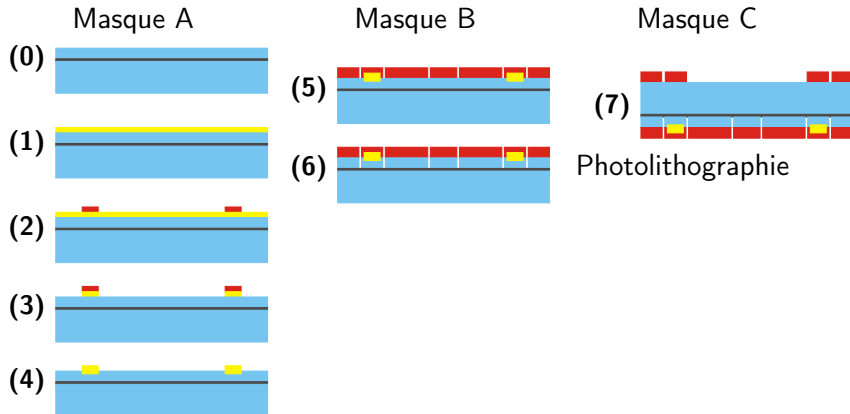 Masque A
(0)
(1)
(2)
(3)
(4)
Masque B
(5)
(6)
Masque C
(7)
Photolithographie